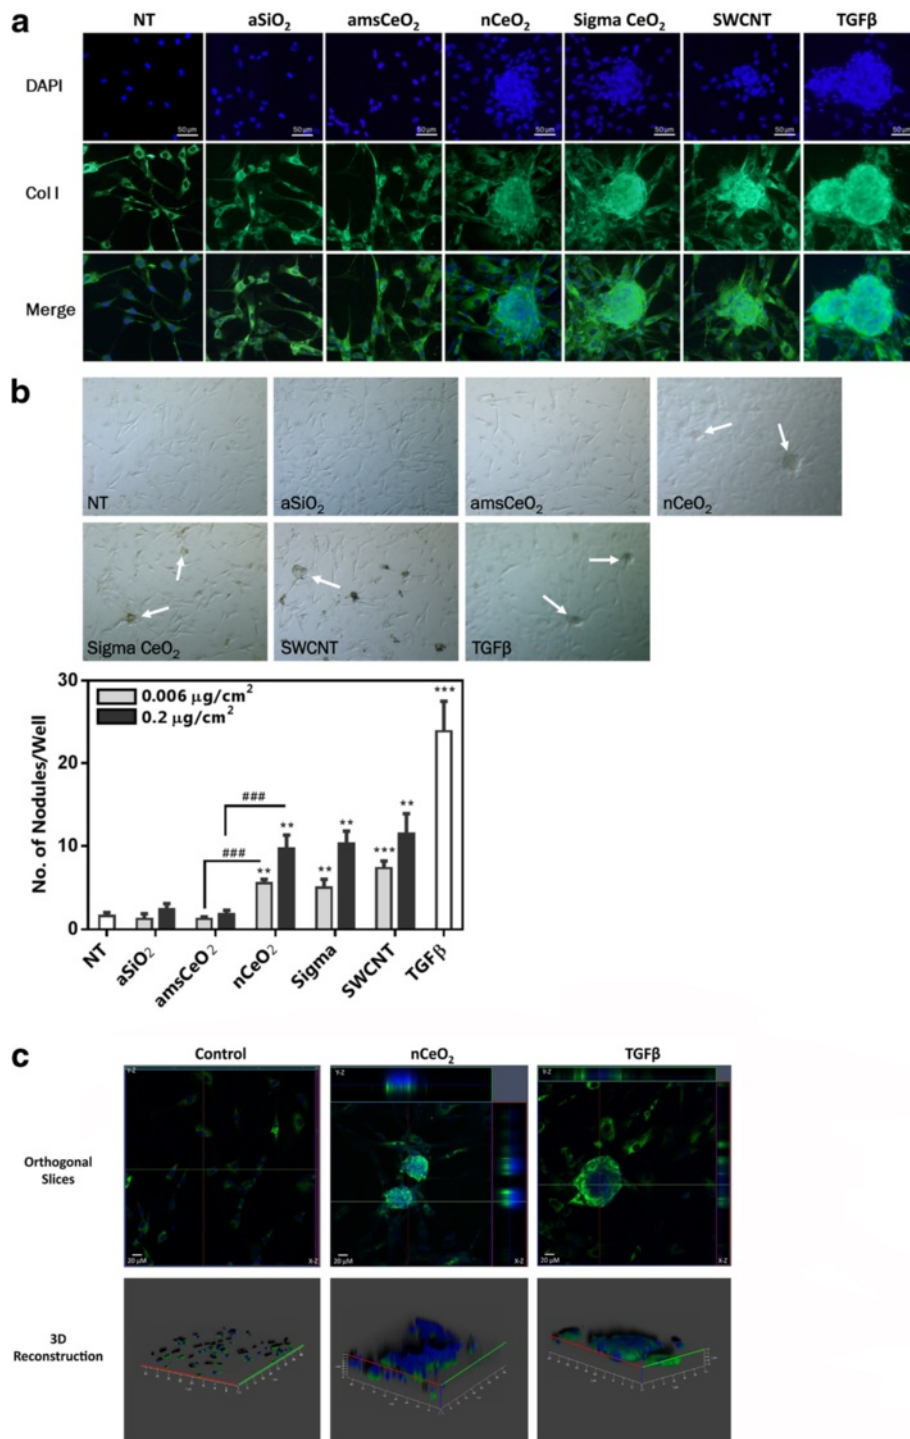 a
NT aSiO₂ amsCeO₂ nCeO₂ Sigma CeO₂ SWCNT TGFβ
DAPI
50 µm 50 µm 50 µm 50 µm 50 µm 50 µm 50 µm
Col I
Merge
b
NT aSiO₂ amsCeO₂ nCeO₂
Sigma CeO₂ SWCNT TGFβ
30
0.006 µg/cm²
0.2 µg/cm²
***
20
No. of Nodules/Well
###
** ** **
10
###
** ** ***
0
NT aSiO₂ amsCeO₂ nCeO₂ Sigma SWCNT TGFβ
c
Control nCeO₂ TGFβ
Y-Z Y-Z Y-Z
Orthogonal
Slices
20 µM X-Z 20 µM X-Z 20 µM X-Z
3D
Reconstruction